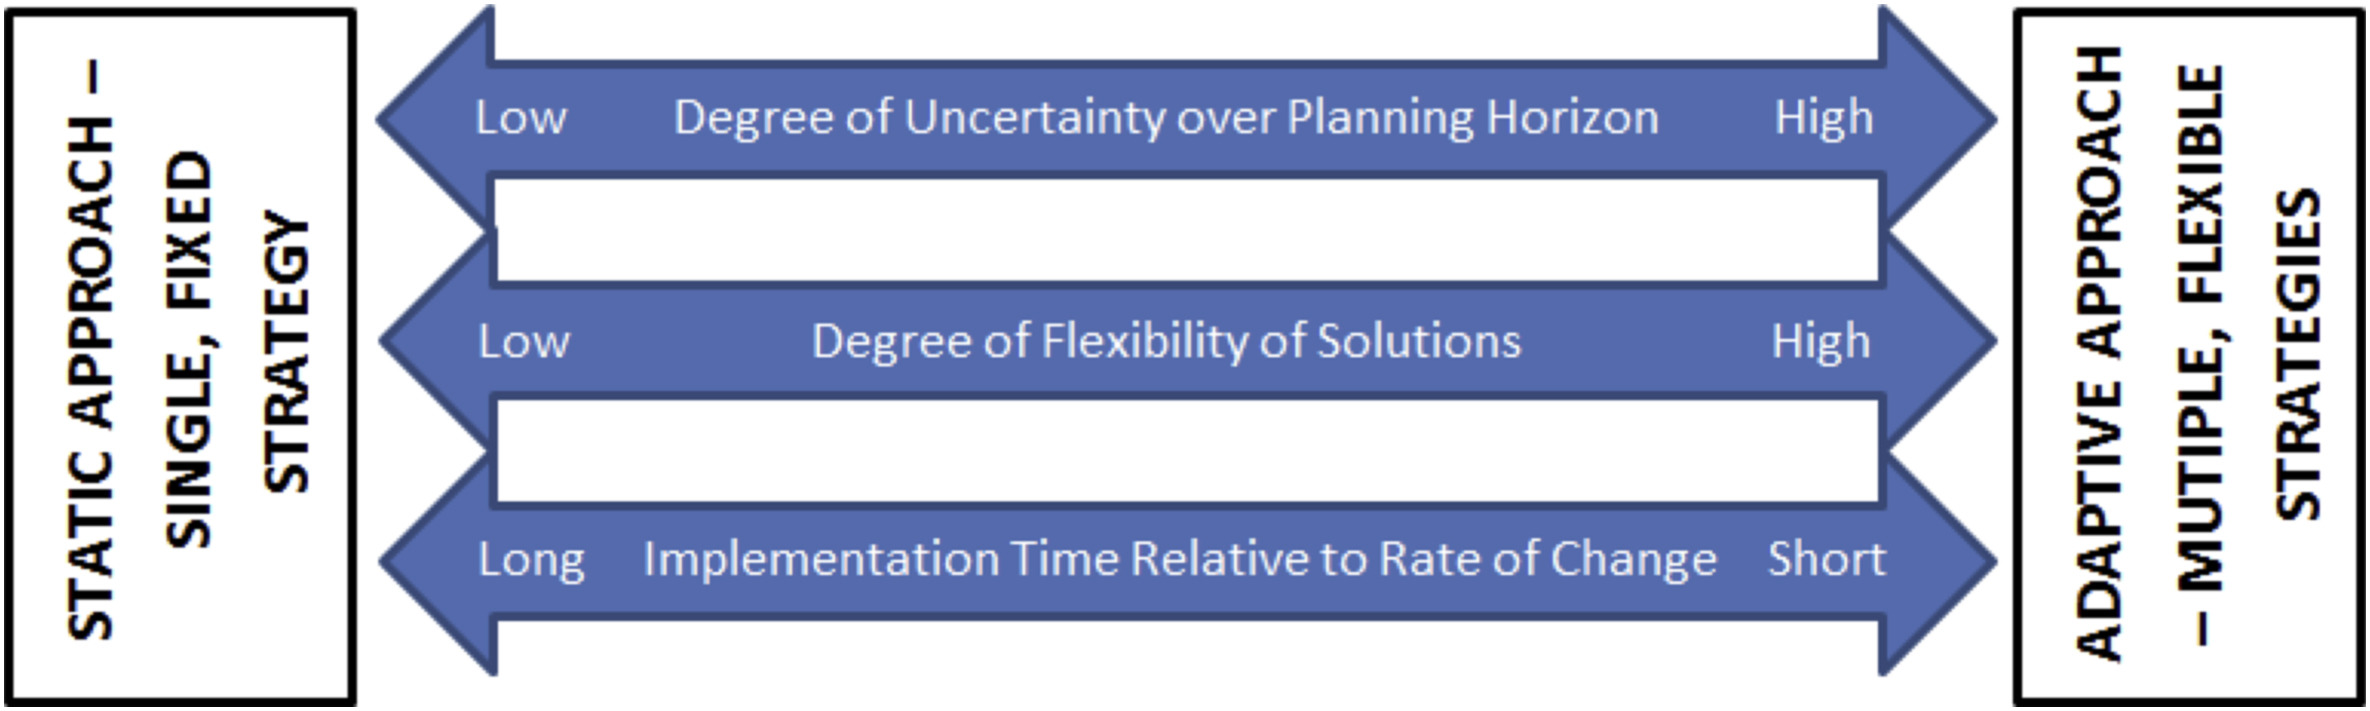 STATIC APPROACH –
SINGLE, FIXED
STRATEGY
Low Degree of Uncertainty over Planning Horizon High
Low Degree of Flexibility of Solutions High
Long Implementation Time Relative to Rate of Change Short
ADAPTIVE APPROACH
– MUTIPLE, FLEXIBLE
STRATEGIES